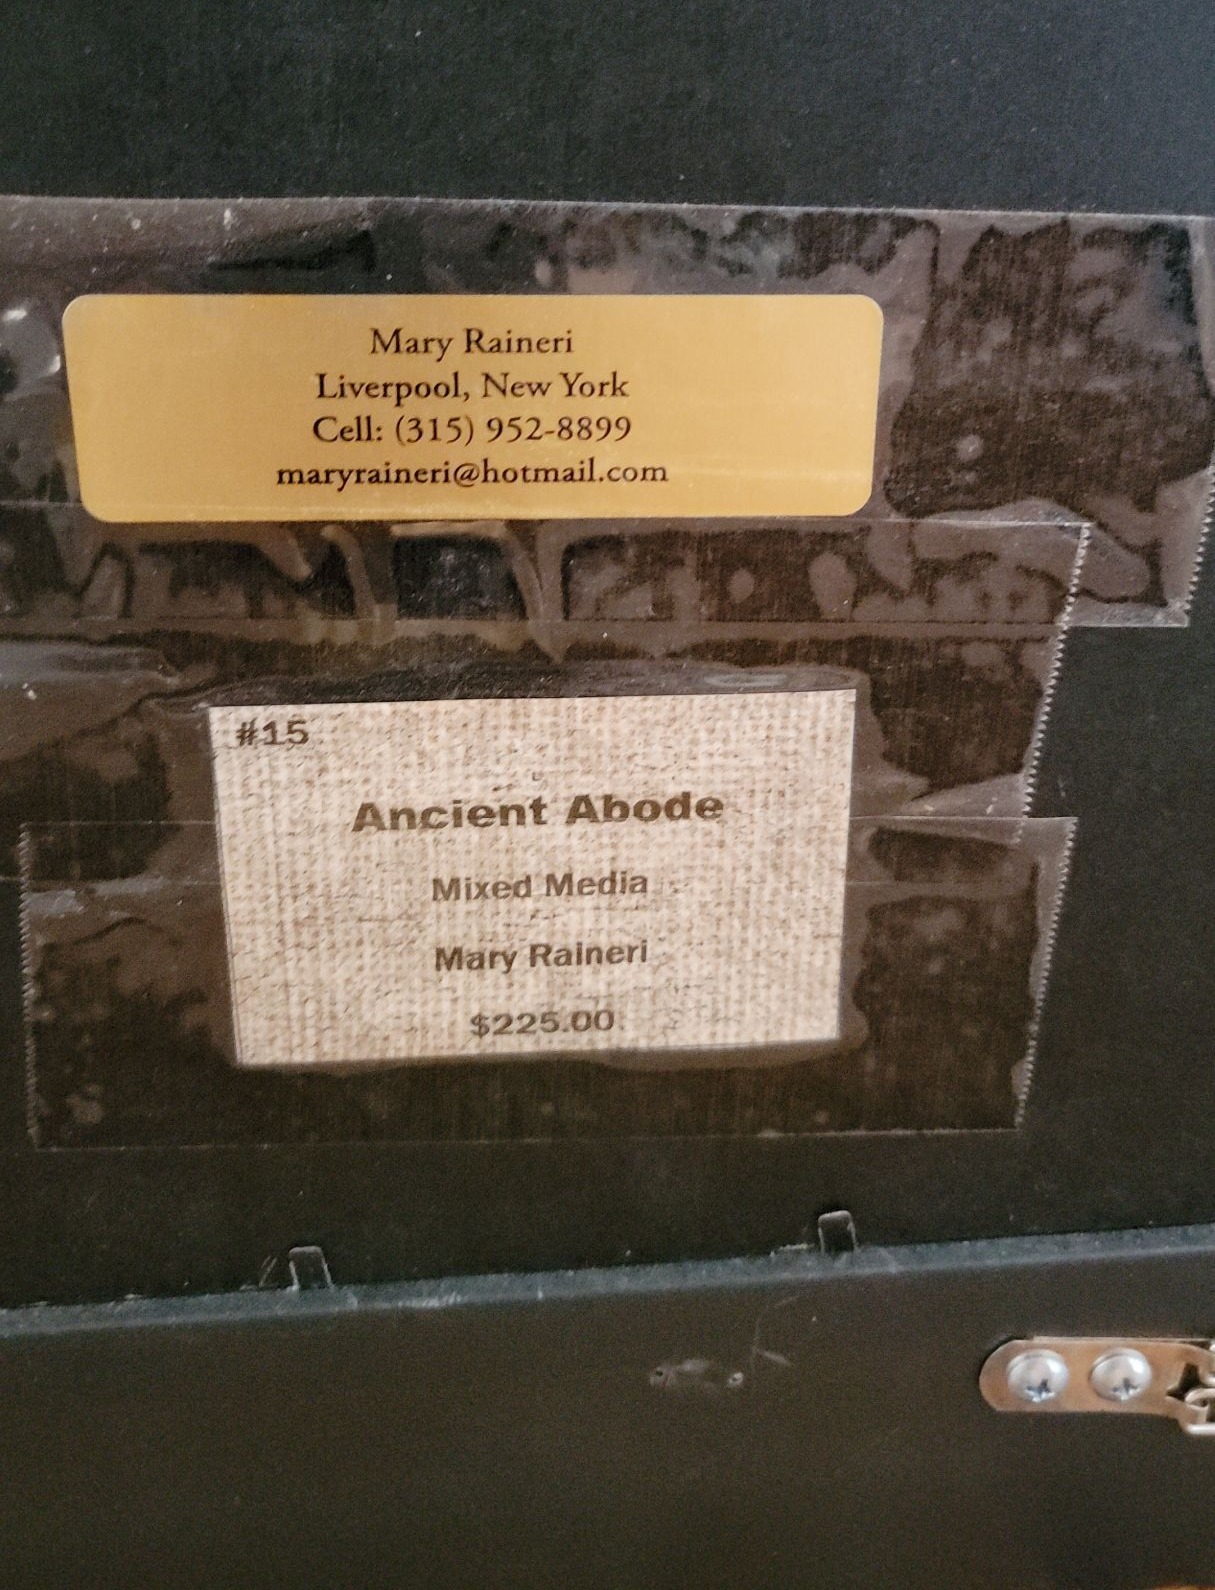 Mary Raineri
Liverpool, New York
Cell: (315) 952-8899
maryraineri@hotmail.com
#15
Ancient Abode
Mixed Media
Mary Raineri
$225.00